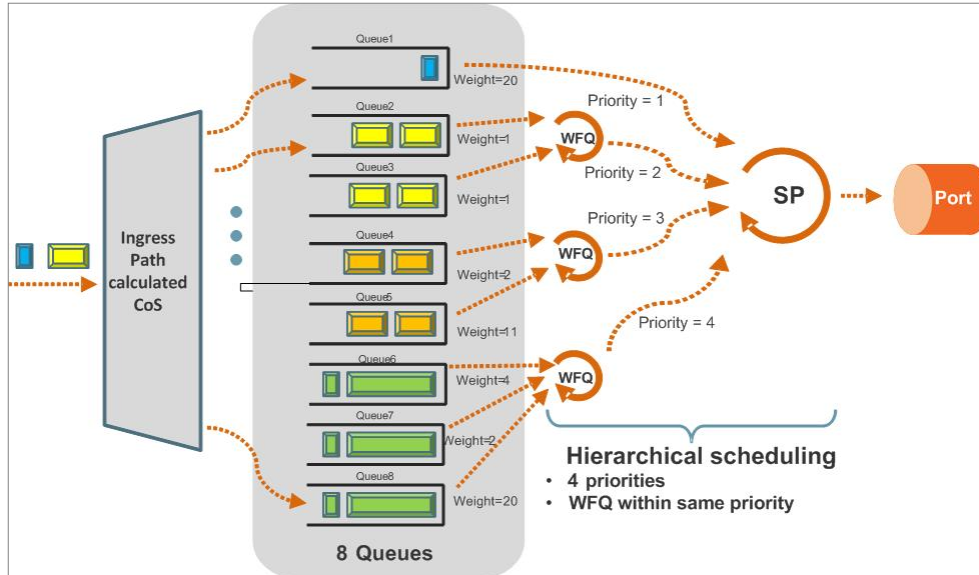 Queue1
Weight=20
Priority = 1
Queue2
Weight=1
WFQ
Priority = 2
Queue3
Weight=1
SP
Port
Ingress
Path
calculated
CoS
Queue4
Weight=2
WFQ
Priority = 3
Queue5
Weight=11
Queue6
Weight=4
WFQ
Priority = 4
Queue7
Weight=2
Queue8
Weight=20
8 Queues
Hierarchical scheduling
• 4 priorities
• WFQ within same priority